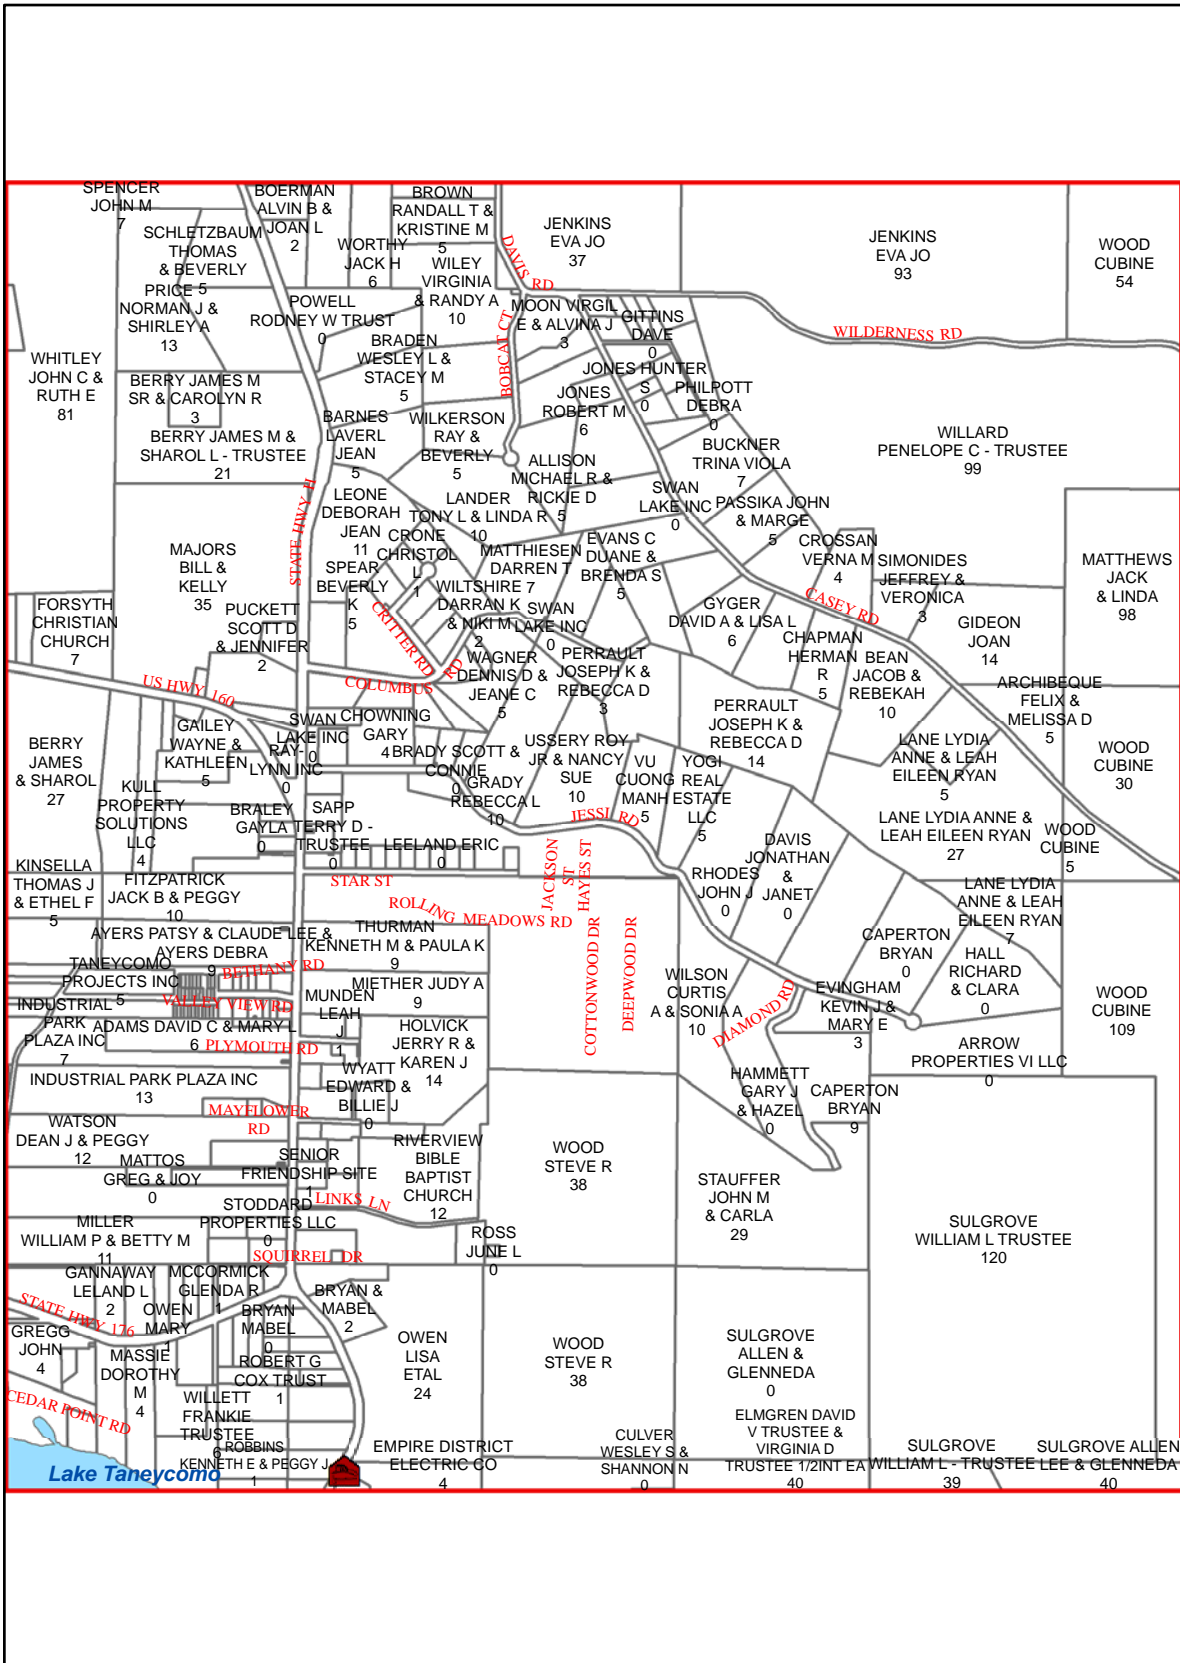 SPENCER
JOHN M
7
BOERMAN
ALVIN B &
JOAN L
2
BROWN
RANDALL T &
KRISTINE M
5
JENKINS
EVA JO
37
JENKINS
EVA JO
93
WOOD
CUBINE
54
SCHLETZBAUM
THOMAS
& BEVERLY
5
WORTHY
JACK H
6
WILEY
VIRGINIA
& RANDY A
10
DAVIS RD
PRICE
NORMAN J &
SHIRLEY A
13
POWELL
RODNEY W TRUST
0
MOON VIRGIL
E & ALVINA J
3
GITTINS
DAVE
0
WILDERNESS RD
WHITLEY
JOHN C &
RUTH E
81
BRADEN
WESLEY L &
STACEY M
5
BOBCAT CT
JONES HUNTER
S
0
BERRY JAMES M
SR & CAROLYN R
3
JONES
ROBERT M
6
PHILPOTT
DEBRA
0
BERRY JAMES M &
SHAROL L - TRUSTEE
21
BARNES
LAVERL
JEAN
5
WILKERSON
RAY &
BEVERLY
5
BUCKNER
TRINA VIOLA
7
WILLARD
PENELOPE C - TRUSTEE
99
ALLISON
MICHAEL R &
RICKIE D
5
STATE HWY H
LEONE
DEBORAH
JEAN
11
LANDER
TONY L & LINDA R
10
SWAN
LAKE INC
0
PASSIKA JOHN
& MARGE
5
MAJORS
BILL &
KELLY
35
CRONE
CHRISTOL
L
1
MATTHIESEN
DARREN T
7
EVANS C
DUANE &
BRENDA S
5
CROSSAN
VERNA M
4
SIMONIDES
JEFFREY &
VERONICA
3
MATTHEWS
JACK
& LINDA
98
SPEAR
BEVERLY
K
5
WILTSHIRE
DARRAN K
& NIKI M
2
CASEY RD
FORSYTH
CHRISTIAN
CHURCH
7
PUCKETT
SCOTT D
& JENNIFER
2
CRITTER RD
SWAN
LAKE INC
0
GYGER
DAVID A & LISA L
6
GIDEON
JOAN
14
CHAPMAN
HERMAN
R
5
BEAN
JACOB &
REBEKAH
10
US HWY 160
COLUMBUS RD
WAGNER
DENNIS D &
JEANE C
5
PERRAULT
JOSEPH K &
REBECCA D
3
ARCHIBEQUE
FELIX &
MELISSA D
5
PERRAULT
JOSEPH K &
REBECCA D
14
GAILEY
WAYNE &
KATHLEEN
5
SWAN
LAKE INC
0
CHOWNING
GARY
4
BERRY
JAMES
& SHAROL
27
RAY-
LYNN INC
0
BRADY SCOTT &
CONNIE
0
USSERY ROY
JR & NANCY
SUE
10
VU
CUONG
MANH
5
YOGI
REAL
ESTATE
LLC
5
LANE LYDIA
ANNE & LEAH
EILEEN RYAN
5
WOOD
CUBINE
30
KULL
PROPERTY
SOLUTIONS
LLC
4
GRADY
REBECCA L
10
BRALEY
GAYLA
0
SAPP
TERRY D -
TRUSTEE
0
JESSI RD
LANE LYDIA ANNE &
LEAH EILEEN RYAN
27
WOOD
CUBINE
5
DAVIS
JONATHAN
&
JANET
0
LEELAND ERIC
0
JACKSON
ST
HAYES ST
KINSELLA
THOMAS J
& ETHEL F
5
FITZPATRICK
JACK B & PEGGY
10
STAR ST
RHODES
JOHN J
0
LANE LYDIA
ANNE & LEAH
EILEEN RYAN
7
ROLLING MEADOWS RD
AYERS PATSY & CLAUDE LEE &
AYERS DEBRA
9
THURMAN
KENNETH M & PAULA K
9
COTTONWOOD DR
DEEPWOOD DR
CAPERTON
BRYAN
0
TANEYCOMO
PROJECTS INC
5
BETHANY RD
MIETHER JUDY A
9
WILSON
CURTIS
A & SONIA A
10
HALL
RICHARD
& CLARA
0
INDUSTRIAL
PARK
PLAZA INC
7
VALLEY VIEW RD
MUNDEN
LEAH
J
1
DIAMOND RD
EVINGHAM
KEVIN J &
MARY E
3
WOOD
CUBINE
109
ADAMS DAVID C & MARY L
6
HOLVICK
JERRY R &
KAREN J
14
PLYMOUTH RD
ARROW
PROPERTIES VI LLC
0
INDUSTRIAL PARK PLAZA INC
13
WYATT
EDWARD &
BILLIE J
0
HAMMETT
GARY J
& HAZEL
0
CAPERTON
BRYAN
9
MAYFLOWER
RD
WATSON
DEAN J & PEGGY
12
RIVERVIEW
BIBLE
BAPTIST
CHURCH
12
WOOD
STEVE R
38
MATTOS
GREG & JOY
0
SENIOR
FRIENDSHIP SITE
1
STAUFFER
JOHN M
& CARLA
29
LINKS LN
STODDARD
PROPERTIES LLC
0
MILLER
WILLIAM P & BETTY M
11
SULGROVE
WILLIAM L TRUSTEE
120
ROSS
JUNE L
0
SQUIRREL DR
GANNAWAY
LELAND L
2
MCCORMICK
GLENDA R
1
BRYAN &
MABEL
2
STATE HWY 176
OWEN
MARY
1
BRYAN
MABEL
0
GREGG
JOHN
4
OWEN
LISA
ETAL
24
WOOD
STEVE R
38
SULGROVE
ALLEN &
GLENNEDA
0
MASSIE
DOROTHY
M
4
ROBERT G
COX TRUST
1
CEDAR POINT RD
WILLETT
FRANKIE
TRUSTEE
6
ELMGREN DAVID
V TRUSTEE &
VIRGINIA D
TRUSTEE 1/2INT EA
40
CULVER
WESLEY S &
SHANNON N
0
ROBBINS
KENNETH E & PEGGY J
1
EMPIRE DISTRICT
ELECTRIC CO
4
SULGROVE
WILLIAM L - TRUSTEE
39
SULGROVE ALLEN
LEE & GLENNEDA
40
Lake Taneycomo